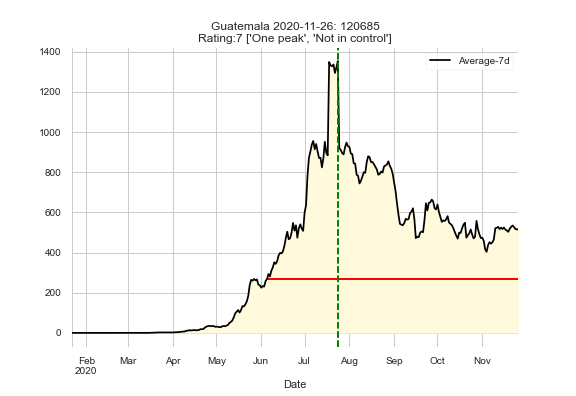 Guatemala 2020-11-26: 120685
Rating:7 ['One peak', 'Not in control']
Average-7d
1400
1200
1000
800
600
400
200
0
Feb Mar Apr May Jun Jul Aug Sep Oct Nov
2020
Date